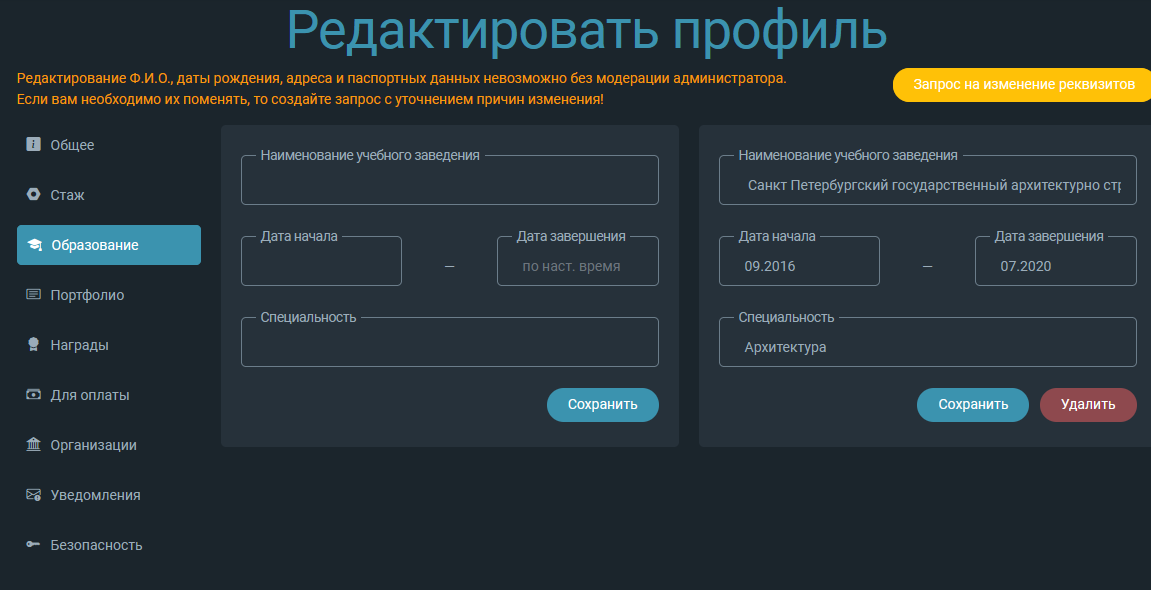 Редактировать профиль
Редактирование Ф.И.О., даты рождения, адреса и паспортных данных невозможно без модерации администратора.
Если вам необходимо их поменять, то создайте запрос с уточнением причин изменения!
Запрос на изменение реквизитов
Общее
Стаж
Образование
Портфолио
Награды
Для оплаты
Организации
Уведомления
Безопасность
Наименование учебного заведения
Дата начала
Дата завершения
—
по наст. время
Специальность
Сохранить
Наименование учебного заведения
Санкт Петербургский государственный архитектурно стр
Дата начала
Дата завершения
09.2016 — 07.2020
Специальность
Архитектура
Сохранить
Удалить